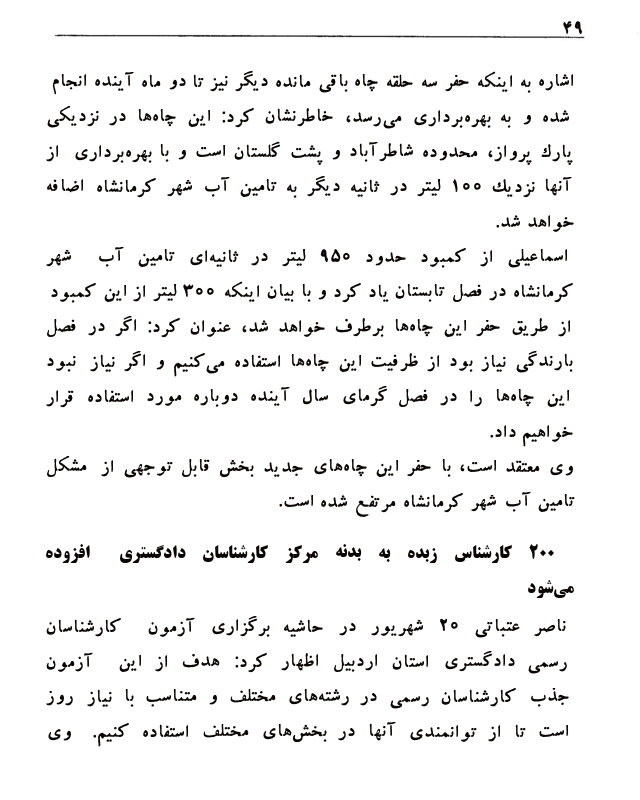 ۴۹
اشاره به اینکه حفر سه حلقه چاه باقی مانده دیگر نیز تا دو ماه آینده انجام
شده و به بهره‌برداری می‌رسد، خاطرنشان کرد: این چاه‌ها در نزدیکی
پارك پرواز، محدوده شاطرآباد و پشت گلستان است و با بهره‌برداری از
آنها نزدیك ۱۰۰ لیتر در ثانیه دیگر به تامین آب شهر کرمانشاه اضافه
خواهد شد.
اسماعیلی از کمبود حدود ۹۵۰ لیتر در ثانیه‌ای تامین آب شهر
کرمانشاه در فصل تابستان یاد کرد و با بیان اینکه ۳۰۰ لیتر از این کمبود
از طریق حفر این چاه‌ها برطرف خواهد شد، عنوان کرد: اگر در فصل
بارندگی نیاز بود از ظرفیت این چاه‌ها استفاده می‌کنیم و اگر نیاز نبود
این چاه‌ها را در فصل گرمای سال آینده دوباره مورد استفاده قرار
خواهیم داد.
وی معتقد است، با حفر این چاه‌های جدید بخش قابل توجهی از مشکل
تامین آب شهر کرمانشاه مرتفع شده است.
۲۰۰ کارشناس زبده به بدنه مرکز کارشناسان دادگستری افزوده
می‌شود
ناصر عتباتی ۲۰ شهریور در حاشیه برگزاری آزمون کارشناسان
رسمی دادگستری استان اردبیل اظهار کرد: هدف از این آزمون
جذب کارشناسان رسمی در رشته‌های مختلف و متناسب با نیاز روز
است تا از توانمندی آنها در بخش‌های مختلف استفاده کنیم. وی